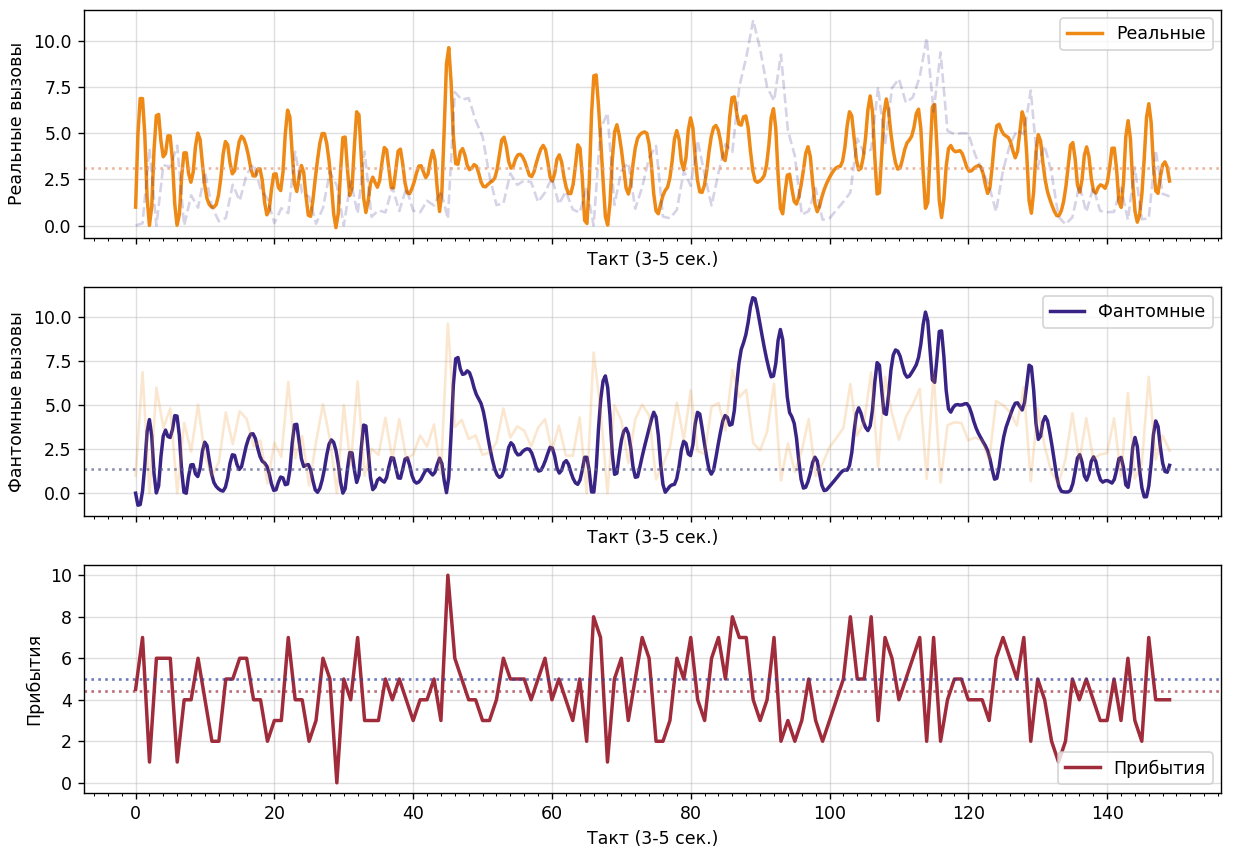 Реальные вызовы
10.0
7.5
5.0
2.5
0.0
Реальные
Такт (3-5 сек.)
Фантомные вызовы
10.0
7.5
5.0
2.5
0.0
Фантомные
Такт (3-5 сек.)
Прибытия
10
8
6
4
2
0
Прибытия
0 20 40 60 80 100 120 140
Такт (3-5 сек.)